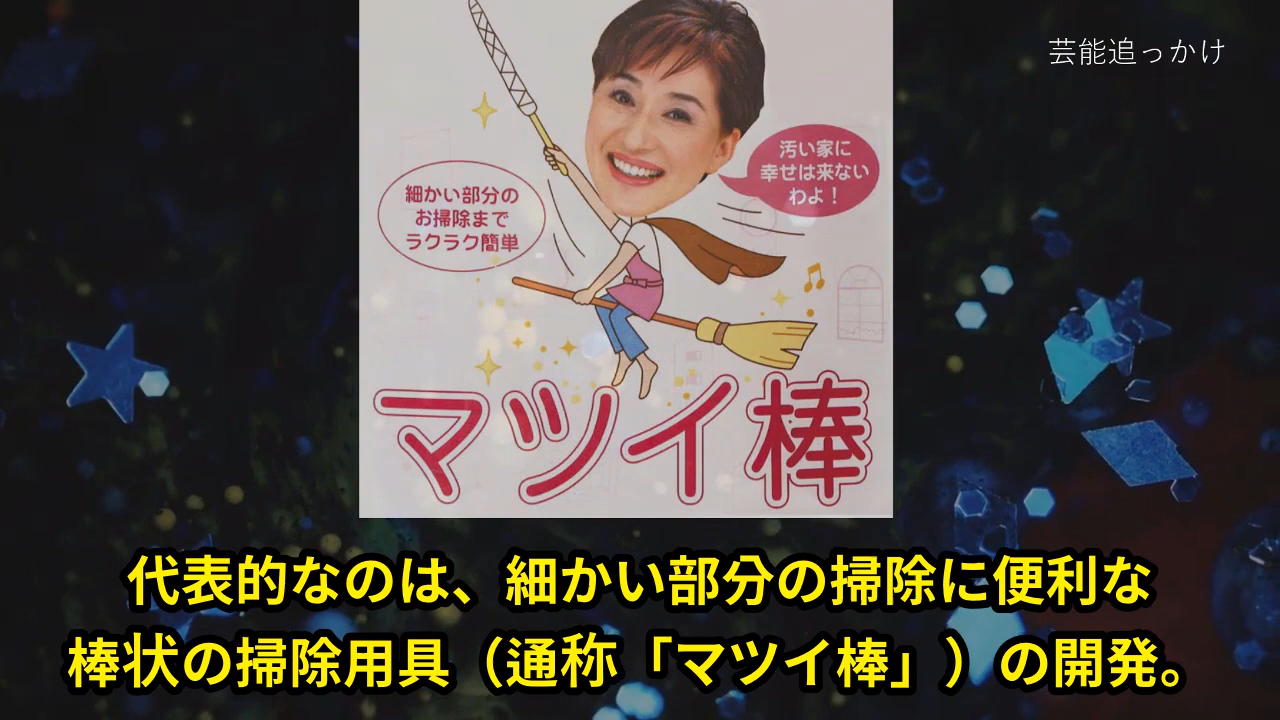 芸能追っかけ
汚い家に
幸せは来ない
わよ！
細かい部分の
お掃除まで
ラクラク簡単
マツイ棒
代表的なのは、細かい部分の掃除に便利な
棒状の掃除用具（通称「マツイ棒」）の開発。